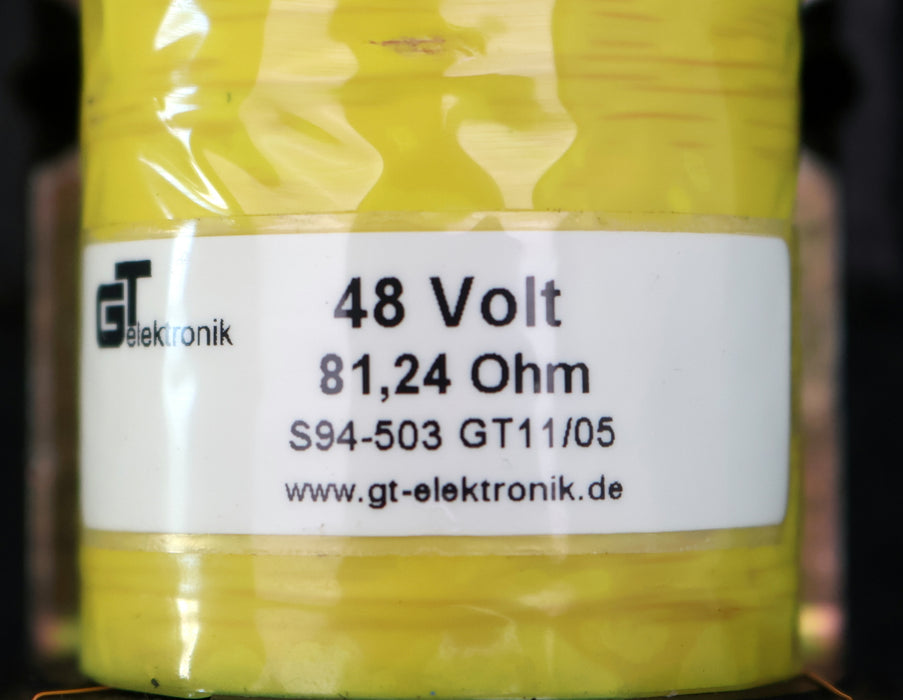 GT elektronik
48 Volt
81,24 Ohm
S94-503 GT11/05
www.gt-elektronik.de